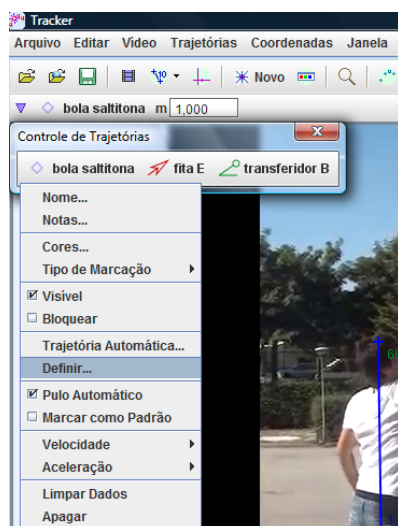 Tracker
Arquivo Editar Vídeo Trajetórias Coordenadas Janela
Novo
bola saltitona m 1,000
Controle de Trajetórias
bola saltitona fita E transferidor B
Nome...
Notas...
Cores...
Tipo de Marcação
Visível
Bloquear
Trajetória Automática...
Definir...
Pulo Automático
Marcar como Padrão
Velocidade
Aceleração
Limpar Dados
Apagar